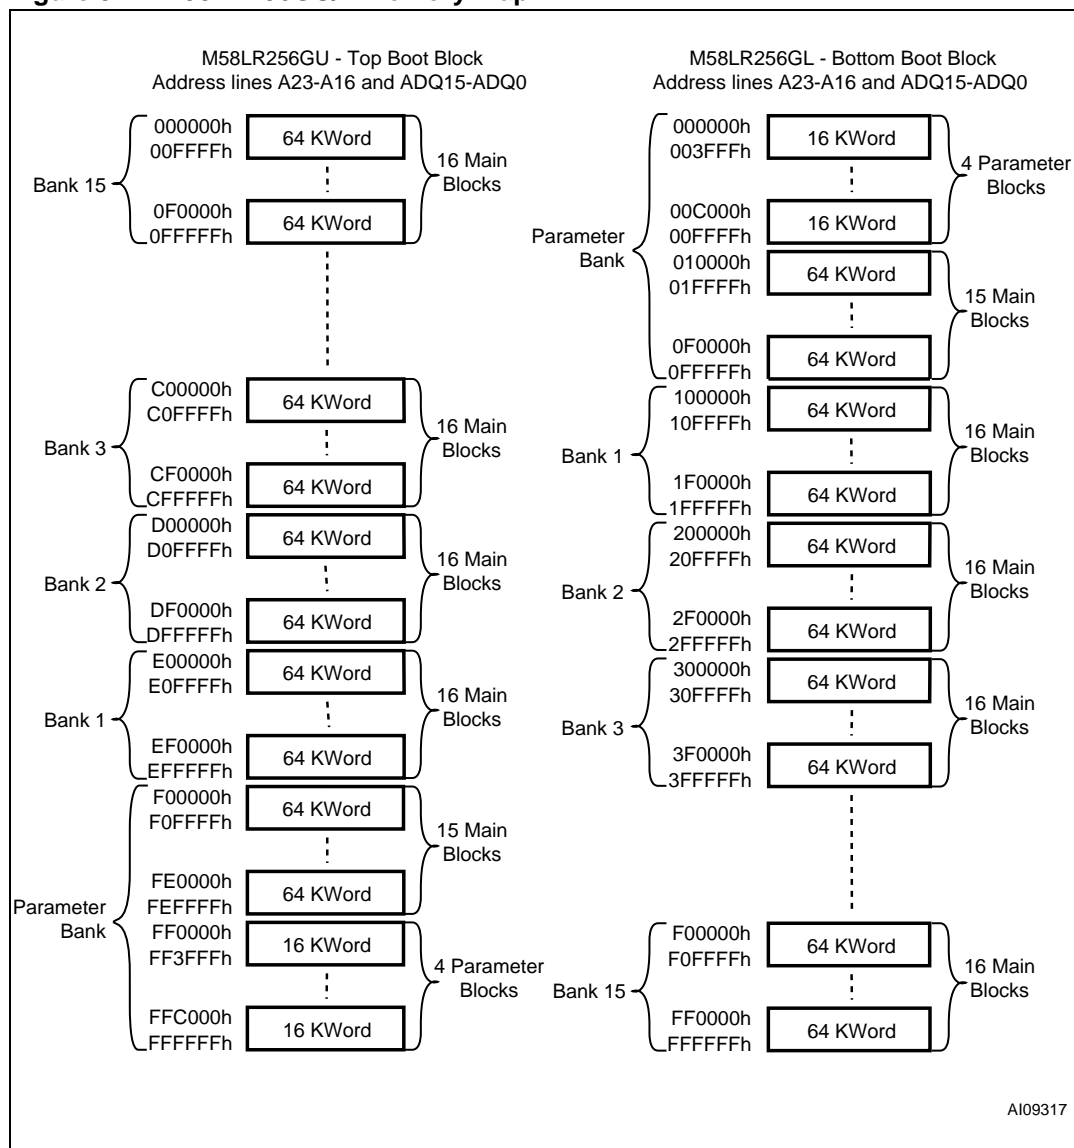 M58LR256GU - Top Boot Block
Address lines A23-A16 and ADQ15-ADQ0
Bank 15
000000h
00FFFFh
64 KWord
0F0000h
0FFFFFh
64 KWord
16 Main
Blocks
Bank 3
C00000h
C0FFFFh
64 KWord
CF0000h
CFFFFFh
64 KWord
16 Main
Blocks
Bank 2
D00000h
D0FFFFh
64 KWord
DF0000h
DFFFFFh
64 KWord
16 Main
Blocks
Bank 1
E00000h
E0FFFFh
64 KWord
EF0000h
EFFFFFh
64 KWord
16 Main
Blocks
Parameter
Bank
F00000h
F0FFFFh
64 KWord
FE0000h
FEFFFFh
64 KWord
15 Main
Blocks
FF0000h
FF3FFFh
16 KWord
FFC000h
FFFFFFh
16 KWord
4 Parameter
Blocks
M58LR256GL - Bottom Boot Block
Address lines A23-A16 and ADQ15-ADQ0
Parameter
Bank
000000h
003FFFh
16 KWord
00C000h
00FFFFh
16 KWord
4 Parameter
Blocks
010000h
01FFFFh
64 KWord
0F0000h
0FFFFFh
64 KWord
15 Main
Blocks
Bank 1
100000h
10FFFFh
64 KWord
1F0000h
1FFFFFh
64 KWord
16 Main
Blocks
Bank 2
200000h
20FFFFh
64 KWord
2F0000h
2FFFFFh
64 KWord
16 Main
Blocks
Bank 3
300000h
30FFFFh
64 KWord
3F0000h
3FFFFFh
64 KWord
16 Main
Blocks
Bank 15
F00000h
F0FFFFh
64 KWord
FF0000h
FFFFFFh
64 KWord
16 Main
Blocks
AI09317